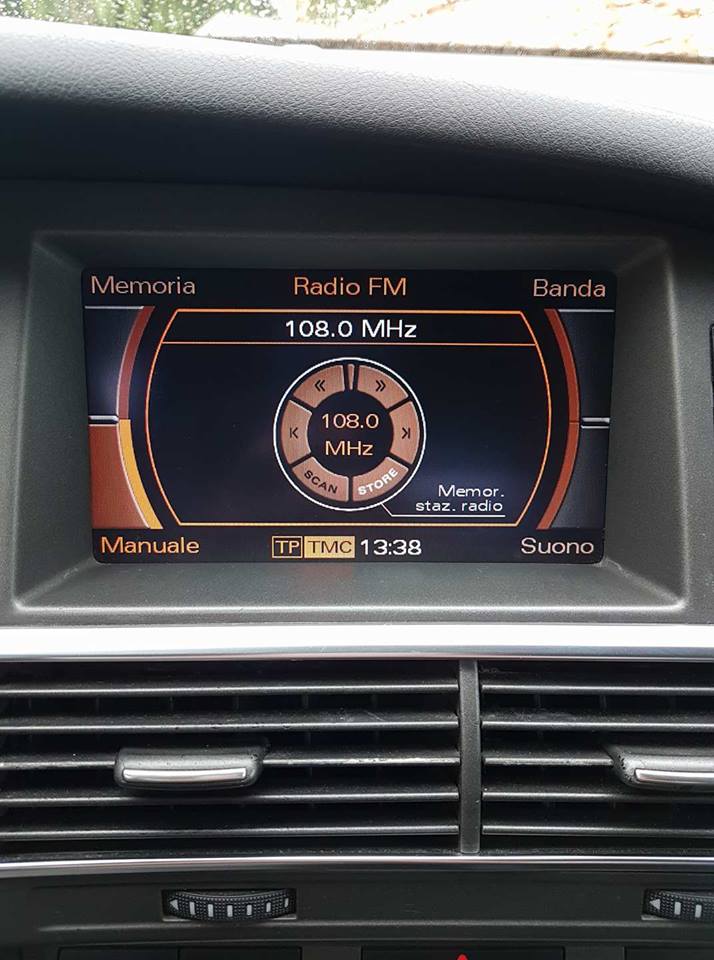 Memoria Radio FM Banda
108.0 MHz
108.0
MHz
SCAN STORE
Memor.
staz. radio
Manuale TP TMC 13:38 Suono